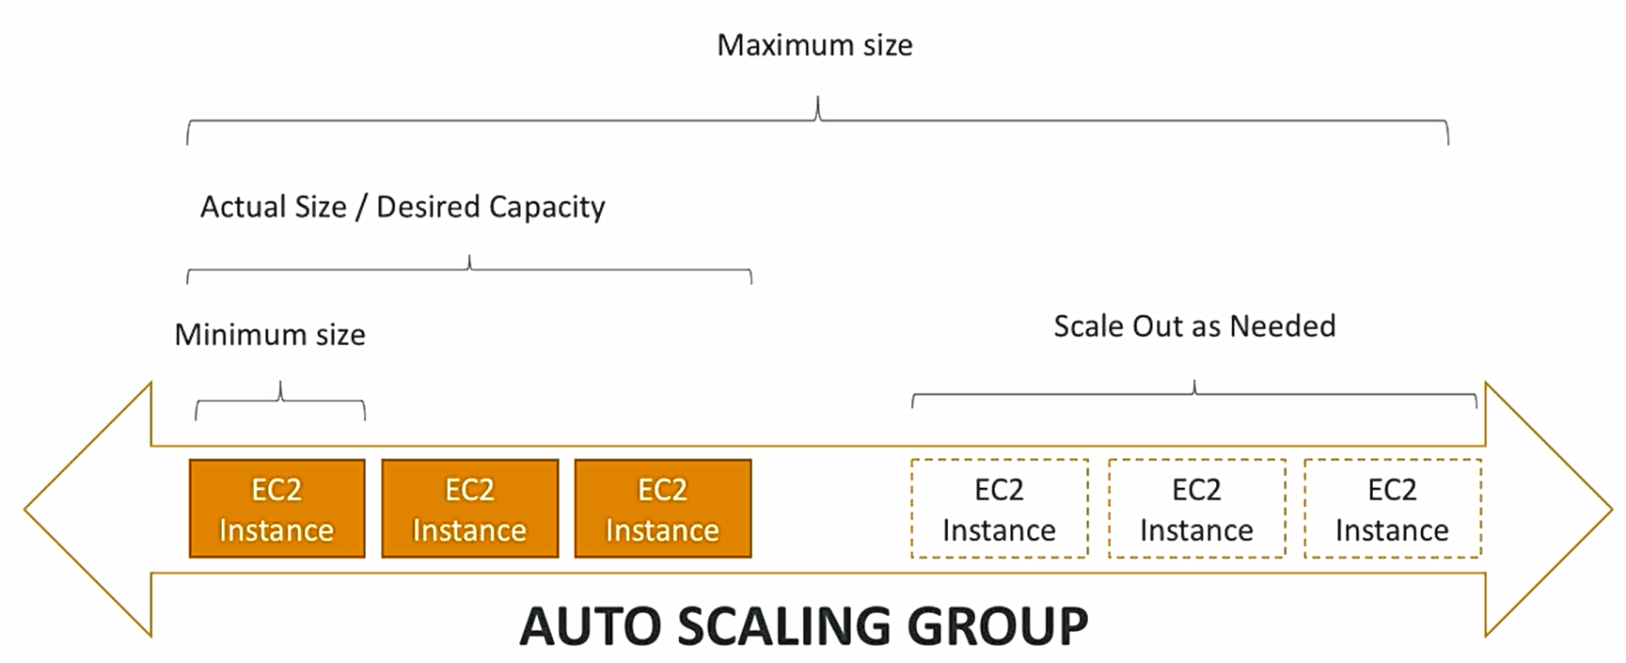 Maximum size
Actual Size / Desired Capacity
Minimum size
Scale Out as Needed
EC2
Instance
EC2
Instance
EC2
Instance
EC2
Instance
EC2
Instance
EC2
Instance
AUTO SCALING GROUP